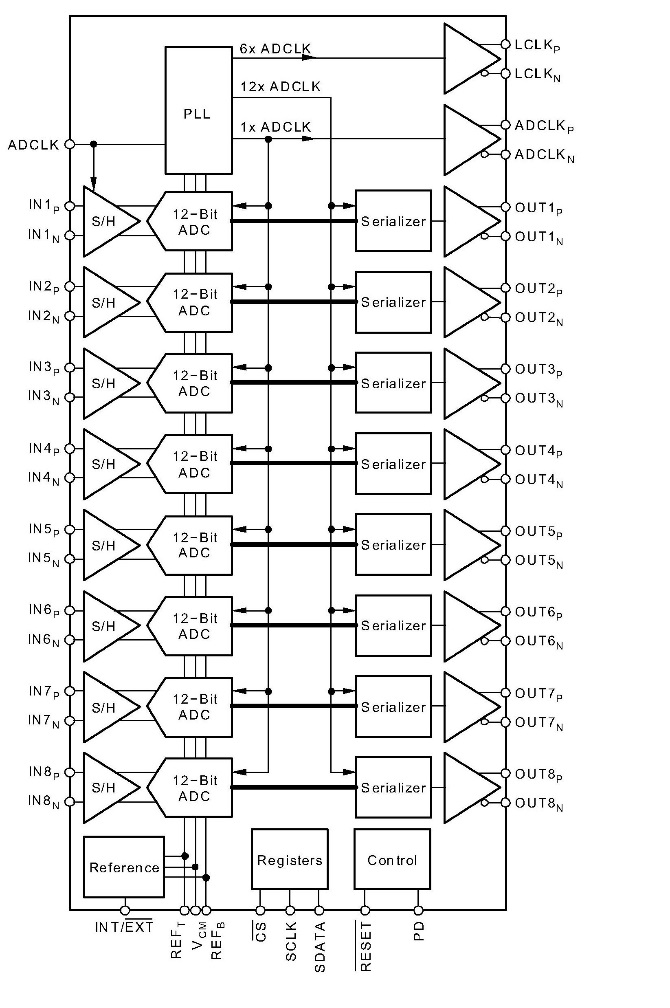 6x ADCLK
LCLKP
LCLKN
12x ADCLK
PLL
1x ADCLK
ADCLKP
ADCLKN
ADCLK
IN1P
IN1N
S/H
12-Bit
ADC
Serializer
OUT1P
OUT1N
IN2P
IN2N
S/H
12-Bit
ADC
Serializer
OUT2P
OUT2N
IN3P
IN3N
S/H
12-Bit
ADC
Serializer
OUT3P
OUT3N
IN4P
IN4N
S/H
12-Bit
ADC
Serializer
OUT4P
OUT4N
IN5P
IN5N
S/H
12-Bit
ADC
Serializer
OUT5P
OUT5N
IN6P
IN6N
S/H
12-Bit
ADC
Serializer
OUT6P
OUT6N
IN7P
IN7N
S/H
12-Bit
ADC
Serializer
OUT7P
OUT7N
IN8P
IN8N
S/H
12-Bit
ADC
Serializer
OUT8P
OUT8N
Reference
Registers
Control
INT/EXT
REFT
VCM
REFB
CS
SCLK
SDATA
RESET
PD